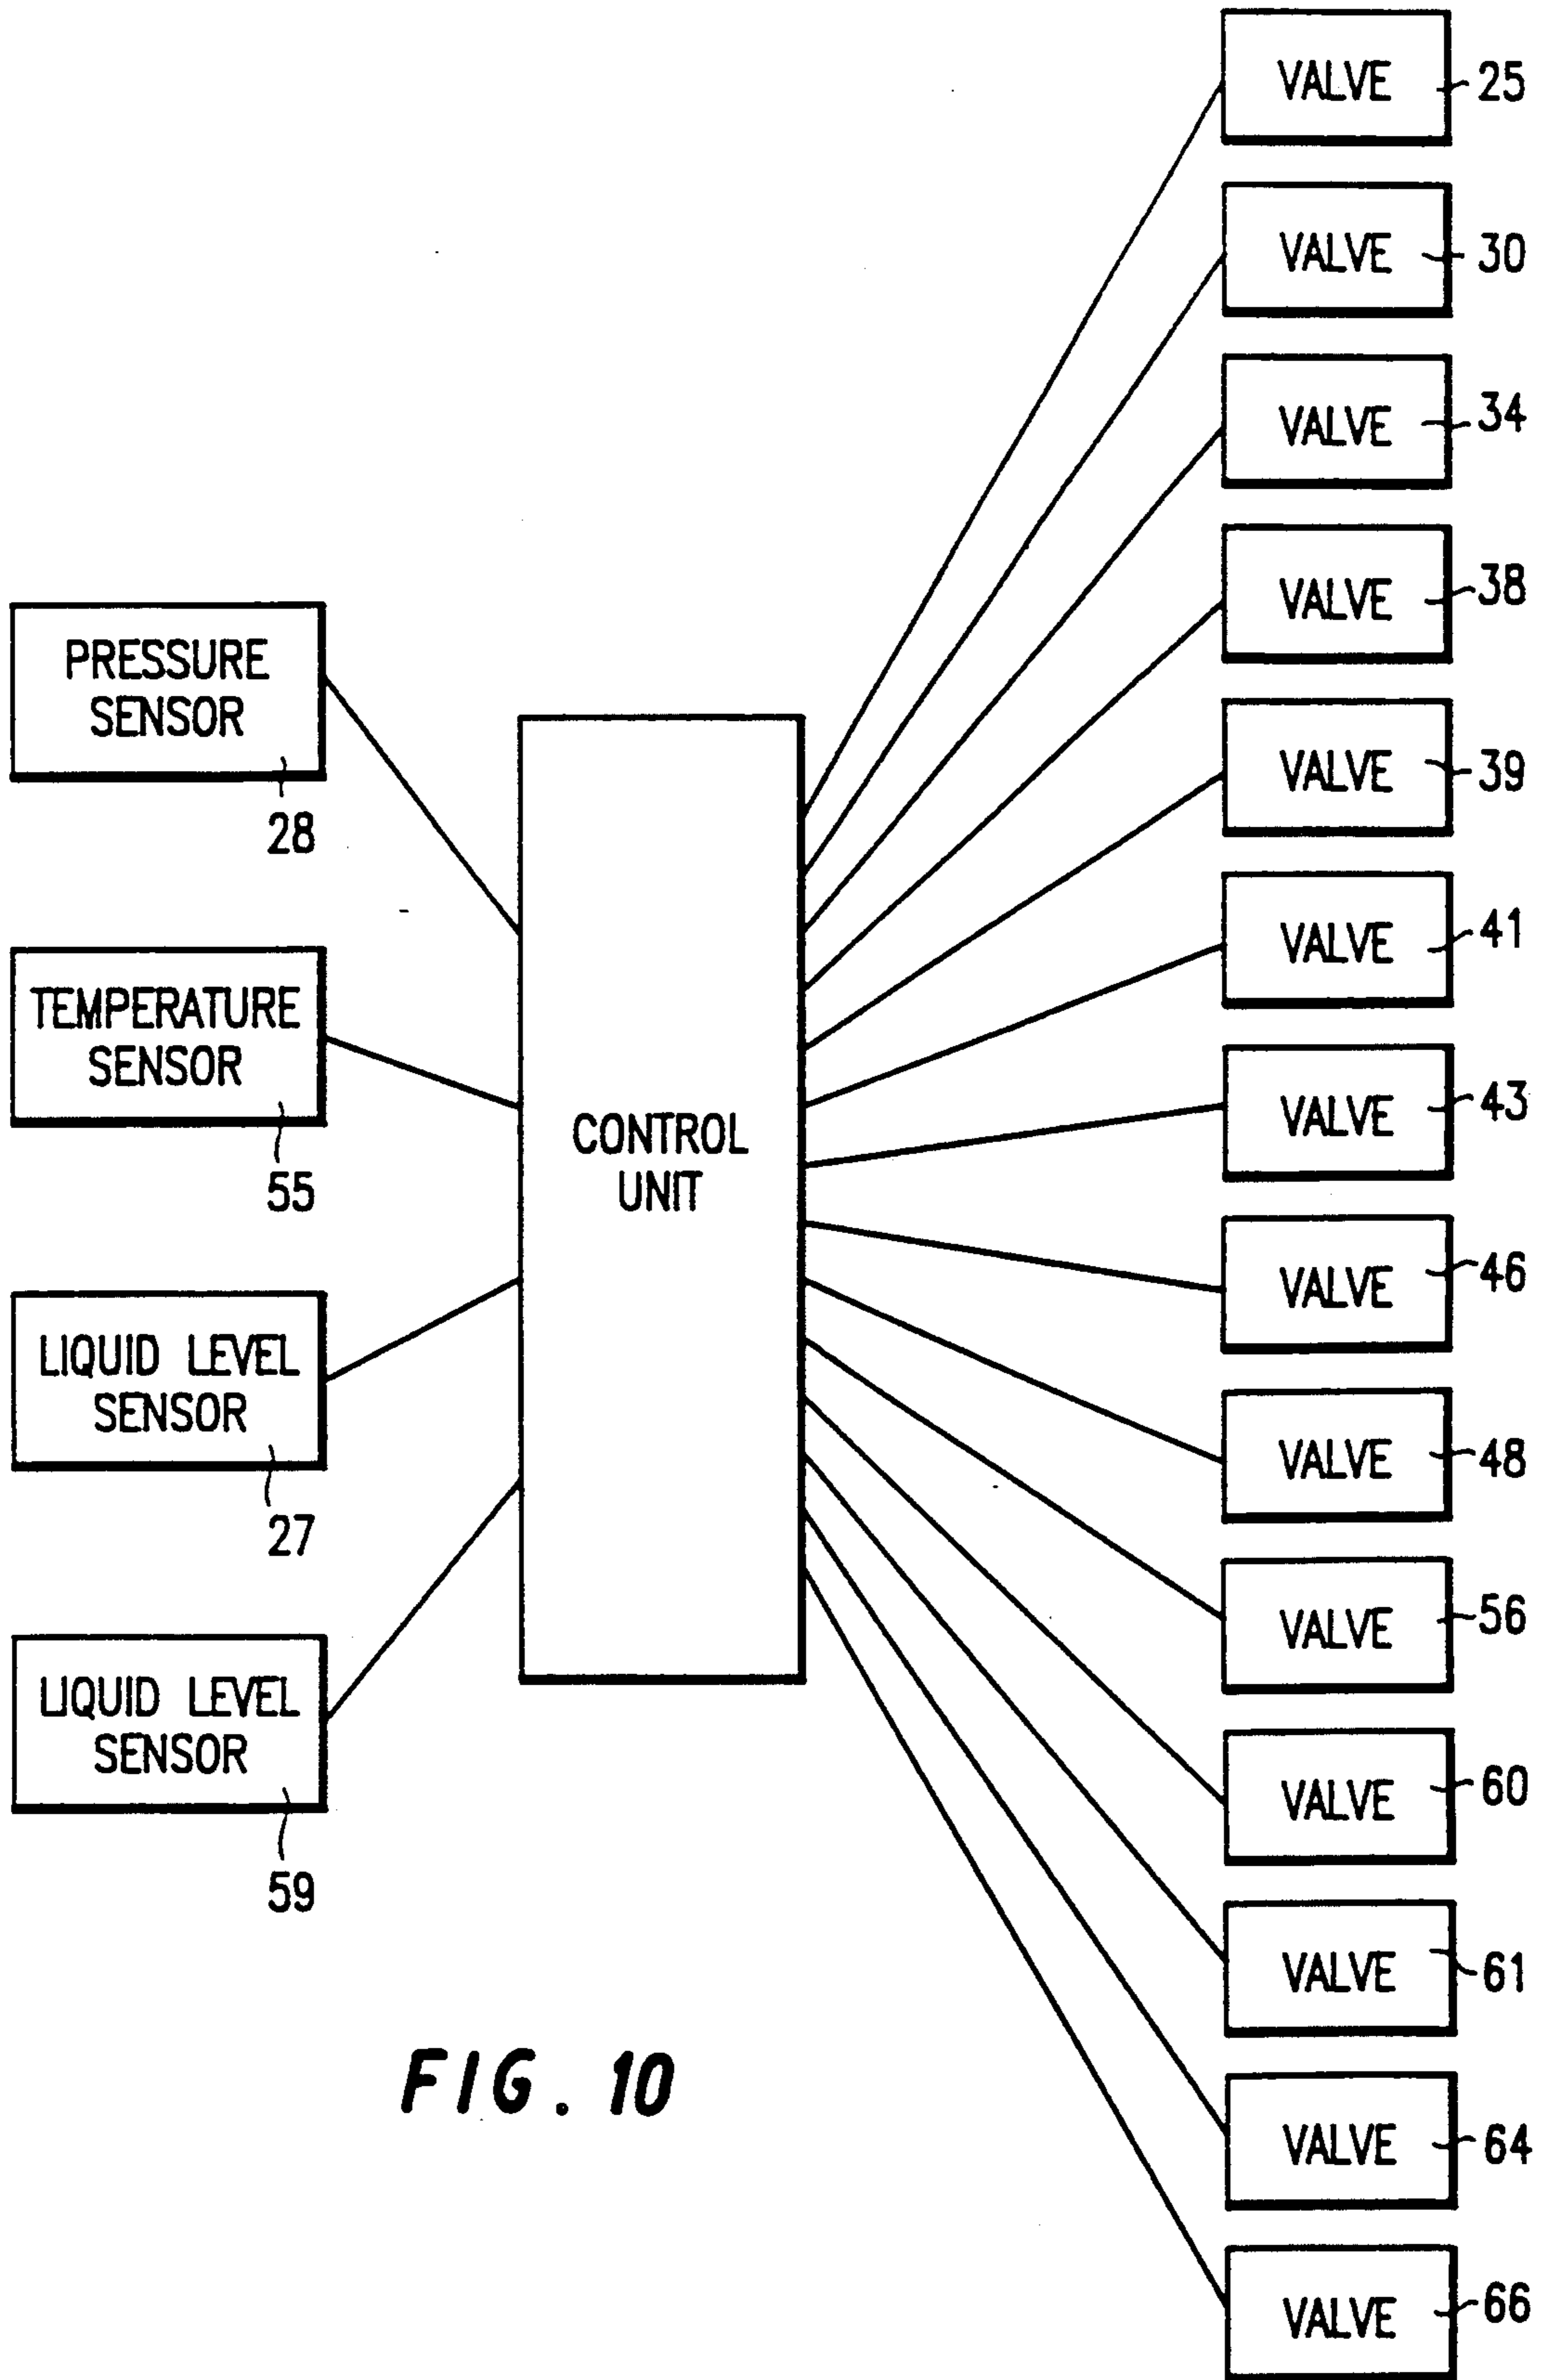 PRESSURE
SENSOR
28
TEMPERATURE
SENSOR
55
LIQUID LEVEL
SENSOR
27
LIQUID LEVEL
SENSOR
59
CONTROL
UNIT
VALVE 25
VALVE 30
VALVE 34
VALVE 38
VALVE 39
VALVE 41
VALVE 43
VALVE 46
VALVE 48
VALVE 56
VALVE 60
VALVE 61
VALVE 64
VALVE 66
FIG. 10